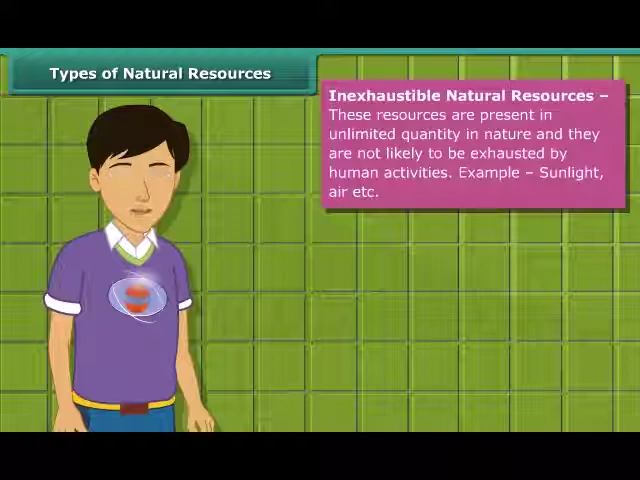 Types of Natural Resources
Inexhaustible Natural Resources –
These resources are present in
unlimited quantity in nature and they
are not likely to be exhausted by
human activities. Example – Sunlight,
air etc.